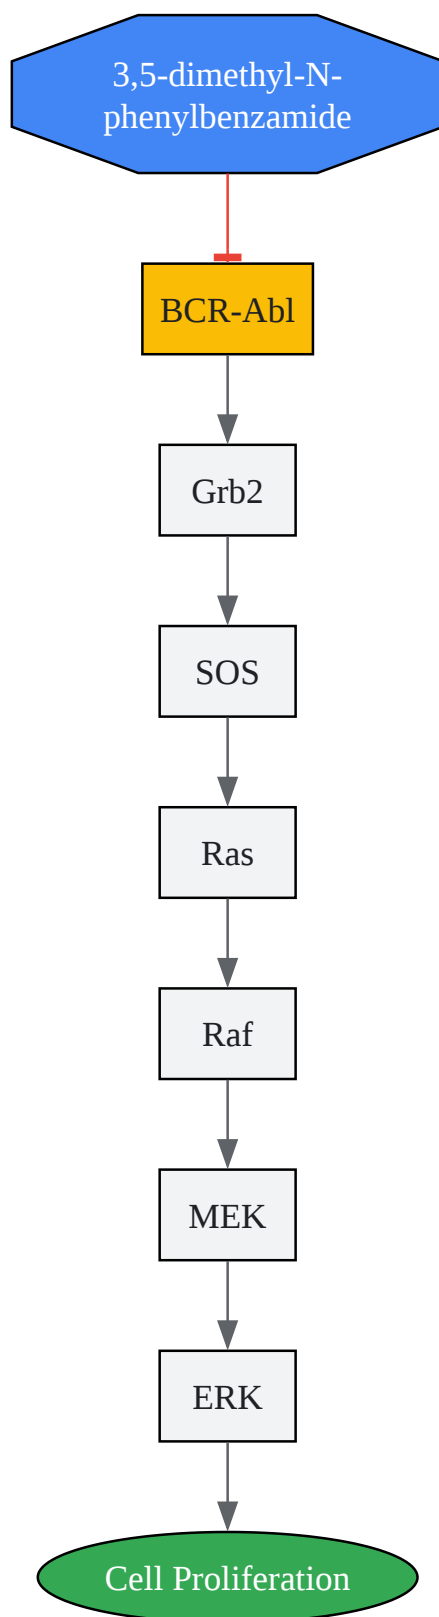 3,5-dimethyl-N-
phenylbenzamide
BCR-Abl
Grb2
SOS
Ras
Raf
MEK
ERK
Cell Proliferation